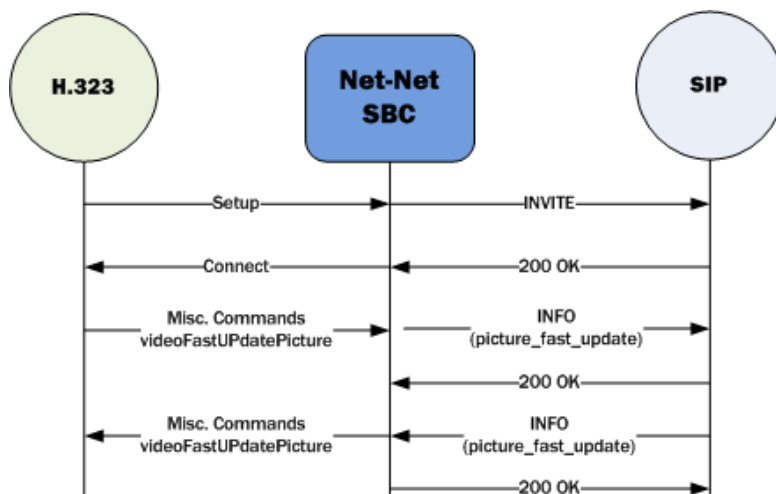 H.323
Net-Net
SBC
SIP
Setup
INVITE
Connect
200 OK
Misc. Commands
videoFastUPdatePicture
INFO
(picture_fast_update)
200 OK
Misc. Commands
videoFastUPdatePicture
INFO
(picture_fast_update)
200 OK